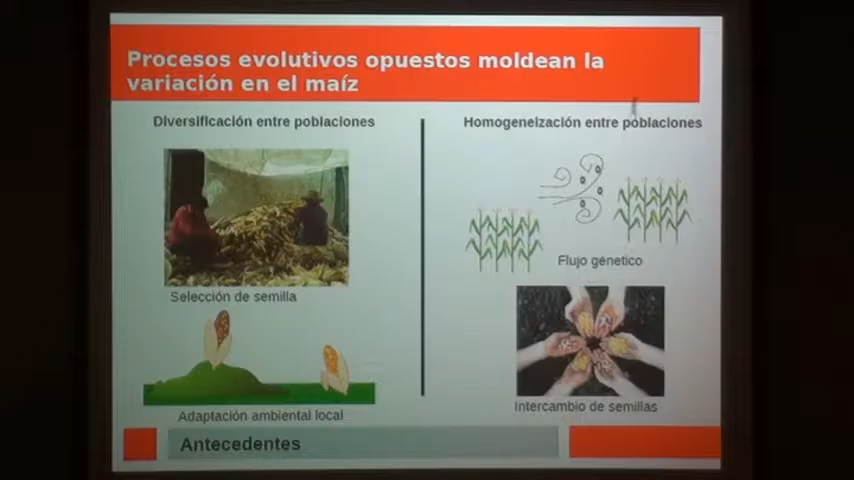 Procesos evolutivos opuestos moldean la
variación en el maíz
Diversificación entre poblaciones
Homogeneización entre poblaciones
Selección de semilla
Flujo genetico
Adaptación ambiental local
Intercambio de semillas
Antecedentes